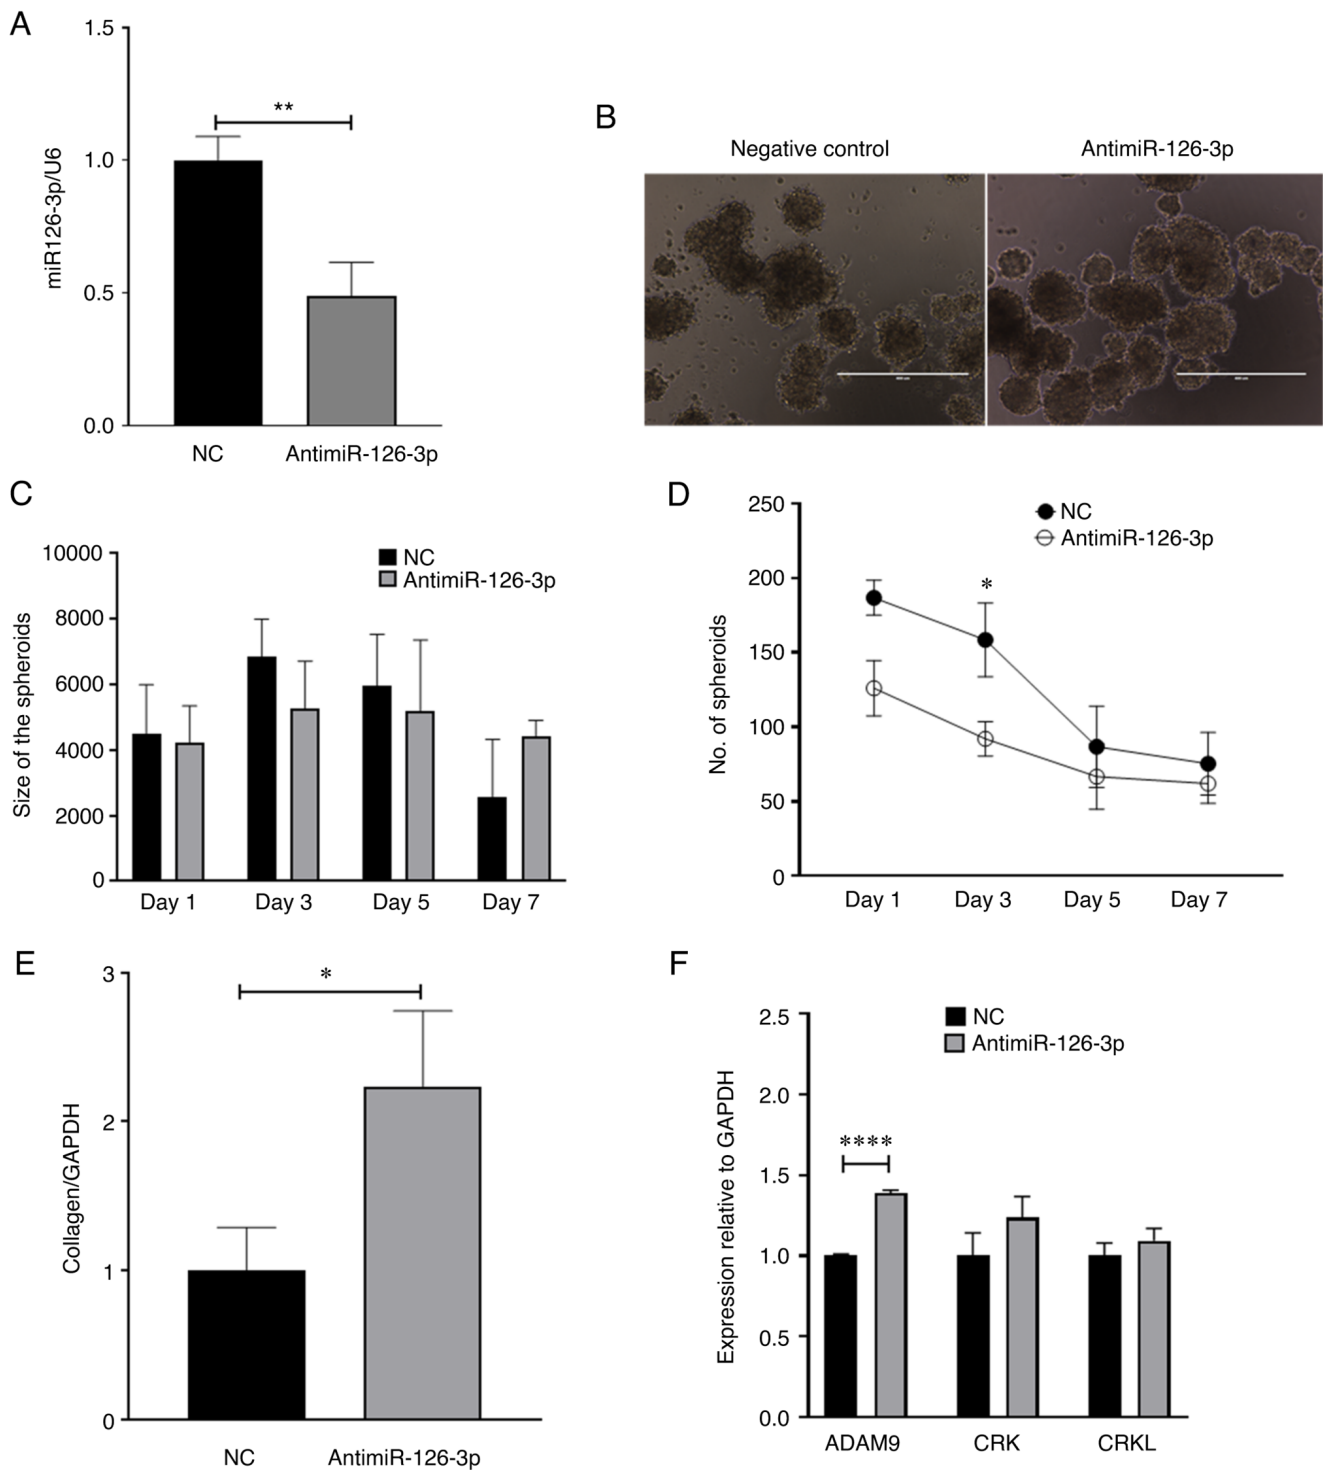 A
1.5
1.0
0.5
0.0
miR126-3p/U6
**
NC
AntimiR-126-3p
B
Negative control
AntimiR-126-3p
C
10000
8000
6000
4000
2000
0
Size of the spheroids
NC
AntimiR-126-3p
Day 1
Day 3
Day 5
Day 7
D
250
200
150
100
50
0
No. of spheroids
NC
AntimiR-126-3p
*
Day 1
Day 3
Day 5
Day 7
E
3
2
1
0
Collagen/GAPDH
*
NC
AntimiR-126-3p
F
2.5
2.0
1.5
1.0
0.5
0.0
Expression relative to GAPDH
NC
AntimiR-126-3p
****
ADAM9
CRK
CRKL